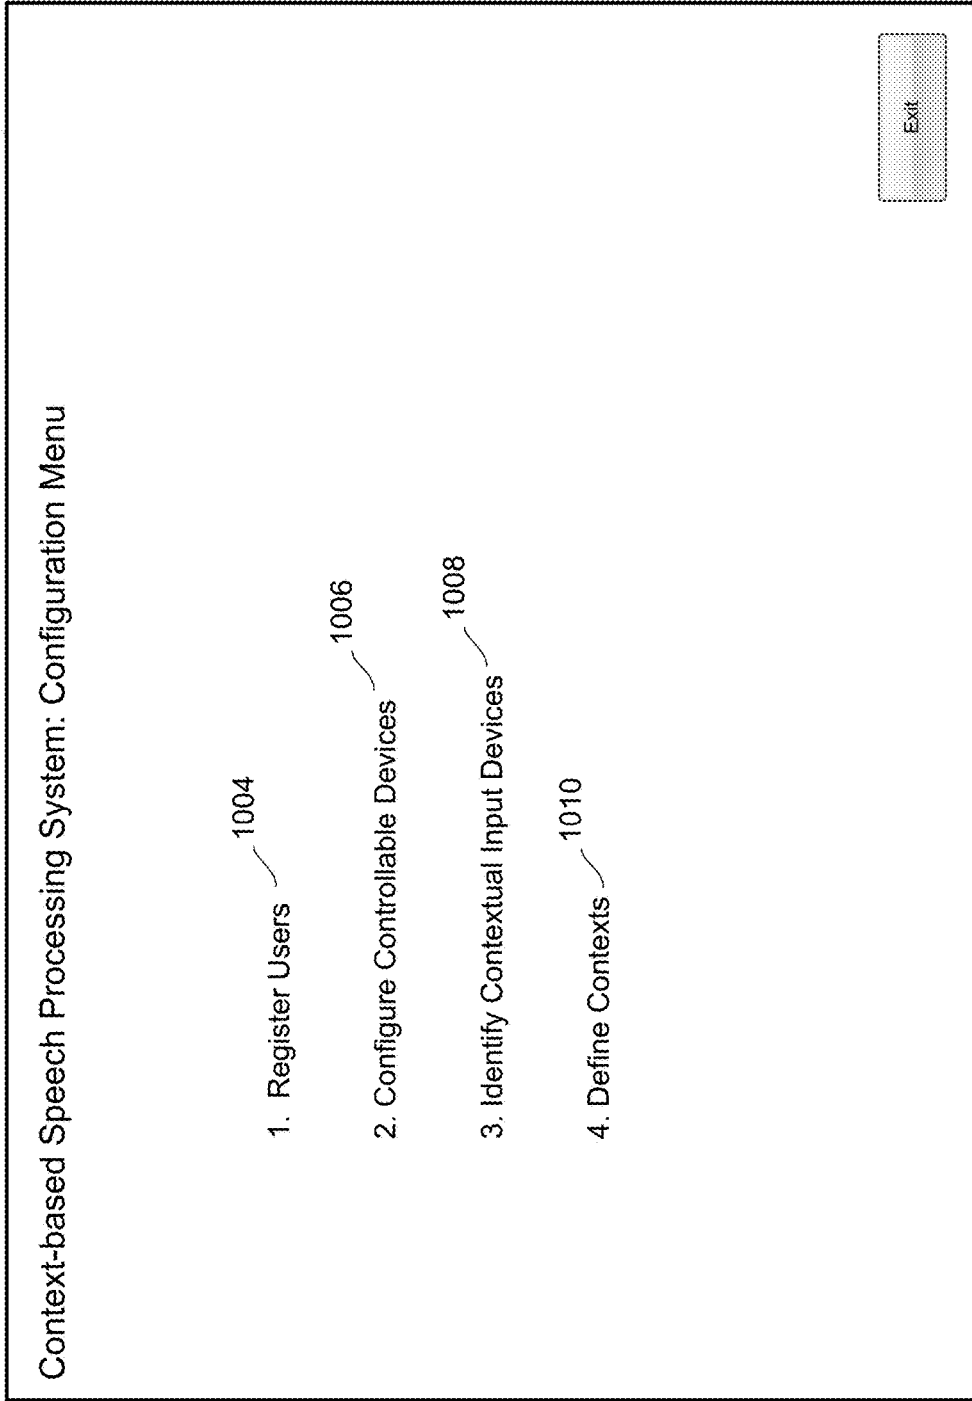 Context-based Speech Processing System: Configuration Menu
1004
1. Register Users
1006
2. Configure Controllable Devices
1008
3. Identify Contextual Input Devices
1010
4. Define Contexts
Exit